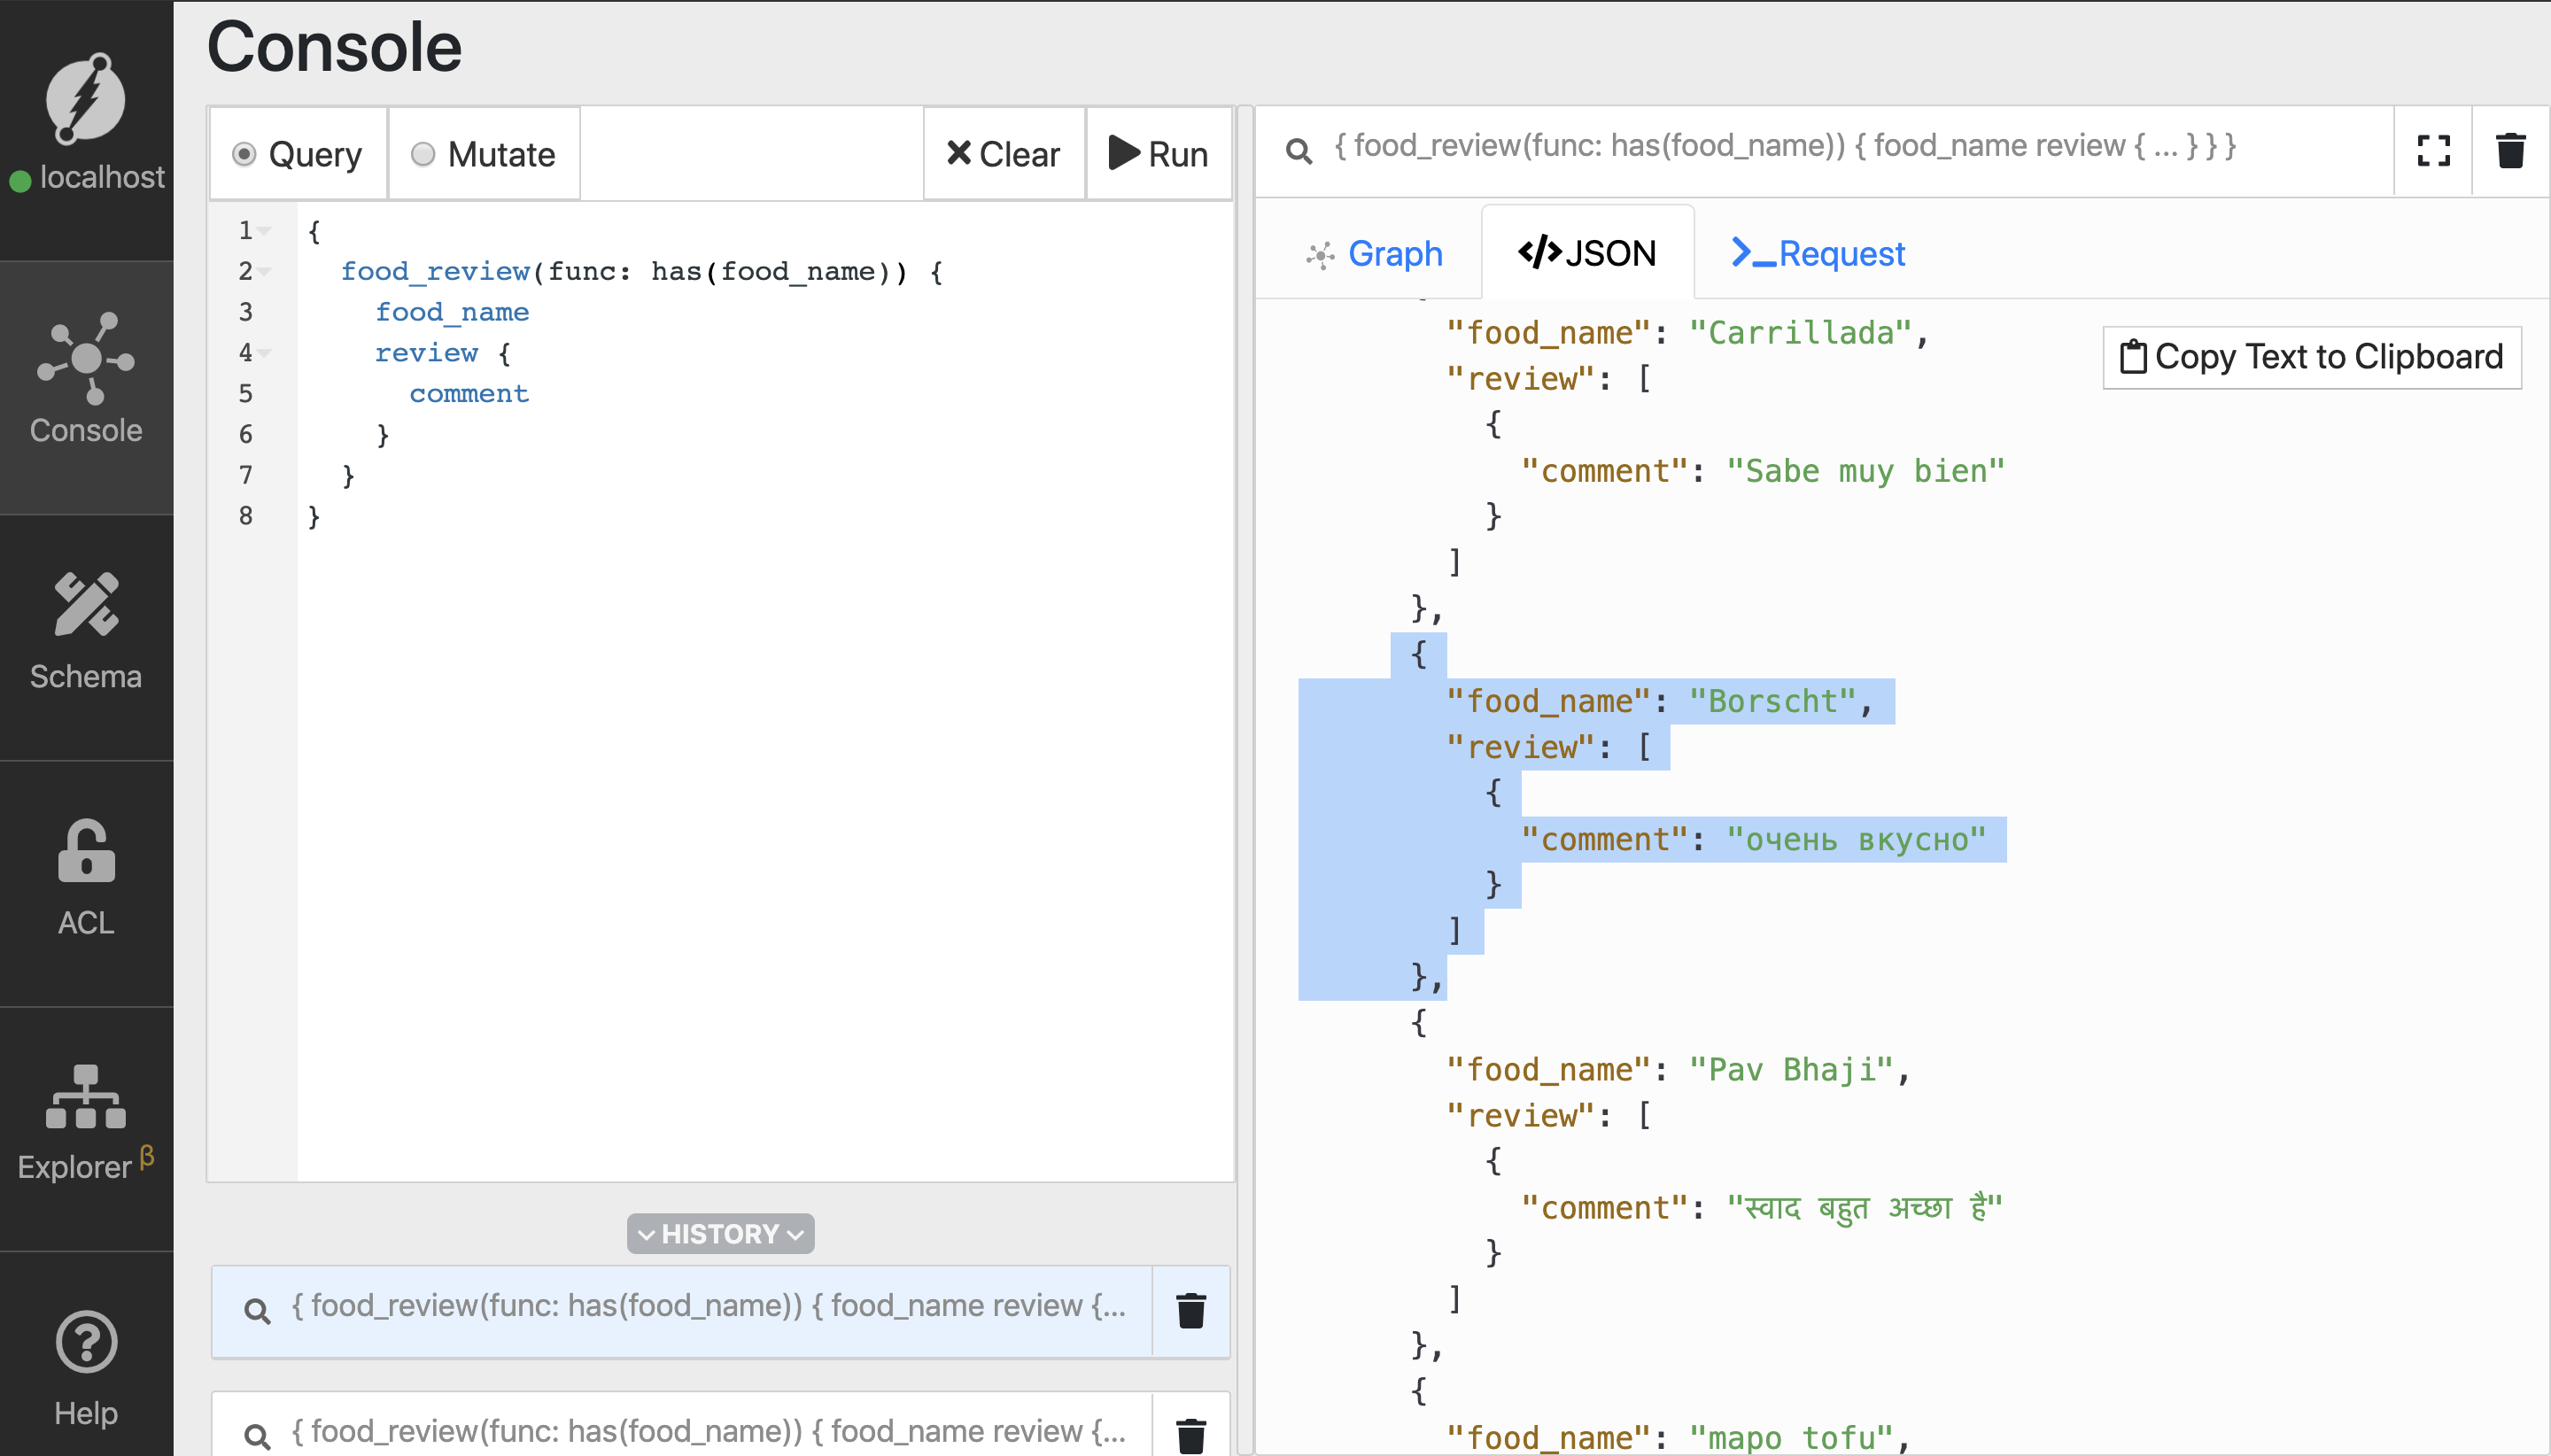 Console
localhost
Console
Schema
ACL
Explorer β
Help
Query
Mutate
Clear
Run
1 {
2 food_review(func: has(food_name)) {
3 food_name
4 review {
5 comment
6 }
7 }
8 }
HISTORY
{ food_review(func: has(food_name)) { food_name review {...
{ food_review(func: has(food_name)) { food_name review {...
{ food_review(func: has(food_name)) { food_name review { ... } } }
Graph
</>JSON
>_Request
Copy Text to Clipboard
"food_name": "Carrillada",
"review": [
{
"comment": "Sabe muy bien"
}
]
},
{
"food_name": "Borscht",
"review": [
{
"comment": "очень вкусно"
}
]
},
{
"food_name": "Pav Bhaji",
"review": [
{
"comment": "स्वाद बहुत अच्छा है"
}
]
},
{
"food_name": "mapo tofu",